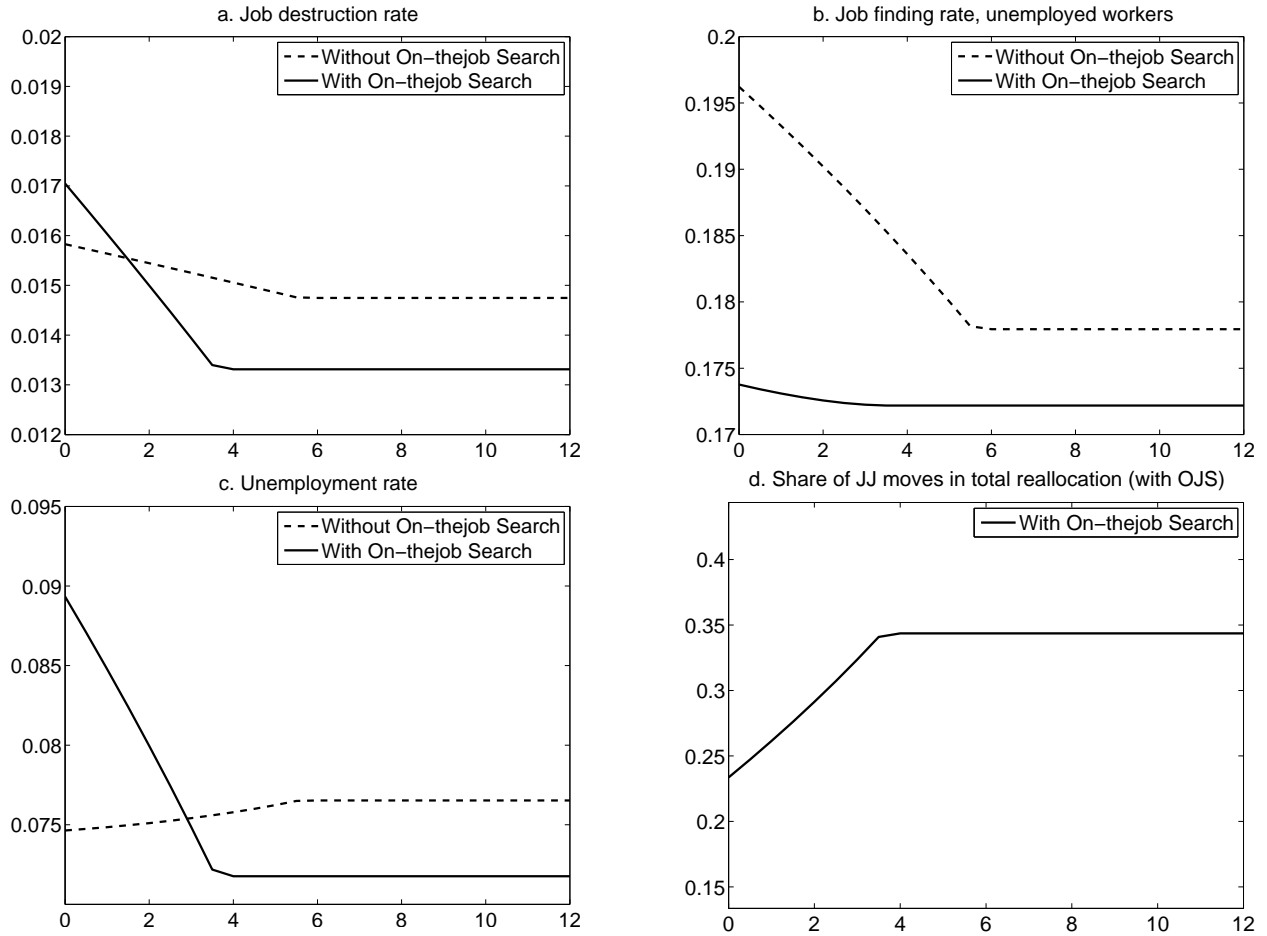 a. Job destruction rate
0.02
0.019
0.018
0.017
0.016
0.015
0.014
0.013
0.012
0 2 4 6 8 10 12
Without On−thejob Search
With On−thejob Search
b. Job finding rate, unemployed workers
0.2
0.195
0.19
0.185
0.18
0.175
0.17
0 2 4 6 8 10 12
Without On−thejob Search
With On−thejob Search
c. Unemployment rate
0.095
0.09
0.085
0.08
0.075
0 2 4 6 8 10 12
Without On−thejob Search
With On−thejob Search
d. Share of JJ moves in total reallocation (with OJS)
0.4
0.35
0.3
0.25
0.2
0.15
0 2 4 6 8 10 12
With On−thejob Search